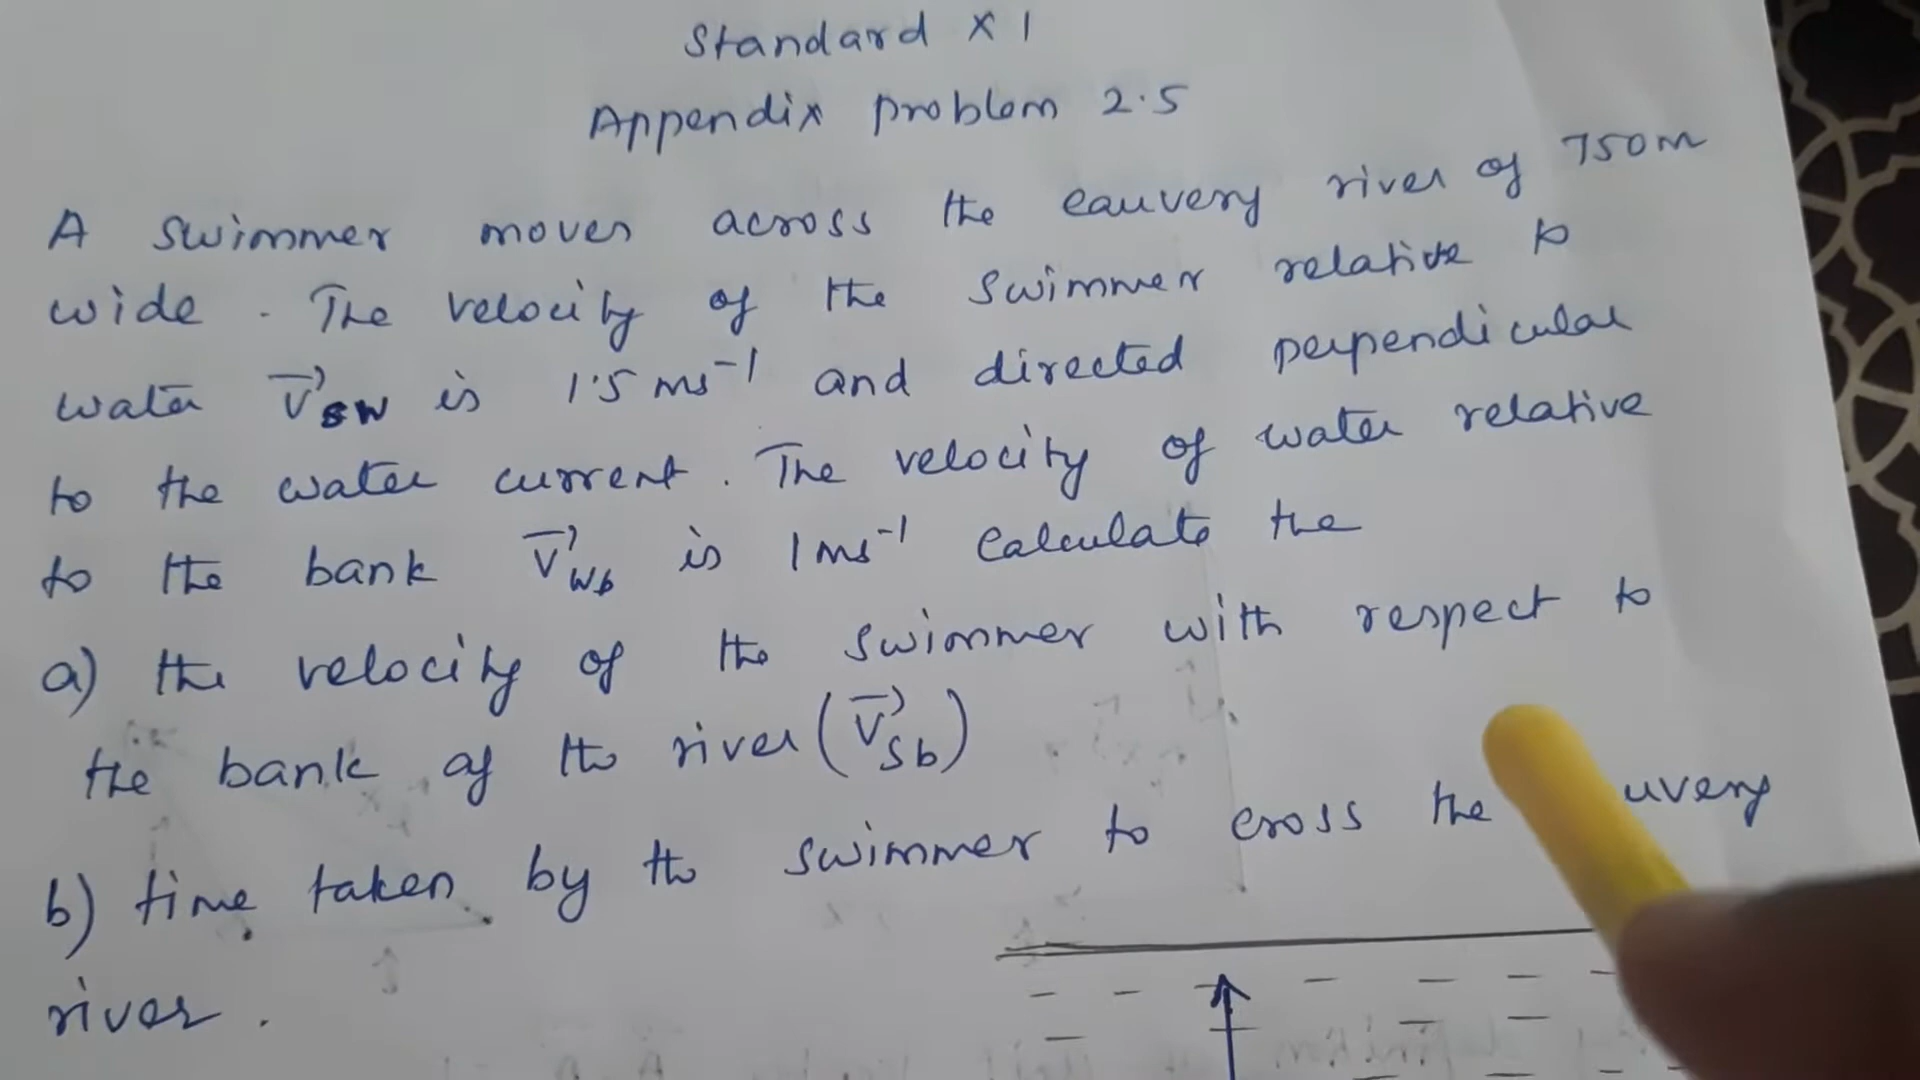 Standard XI
Appendix problem 2.5
A swimmer moves across the cauvery river of 750m
wide. The velocity of the swimmer relative to
water V⃗sw is 1.5 ms⁻¹ and directed perpendicular
to the water current. The velocity of water relative
to the bank V⃗wb is 1 ms⁻¹ Calculate the
a) the velocity of the swimmer with respect to
the bank of the river (V⃗sb)
b) time taken by the swimmer to cross the uvery
river.